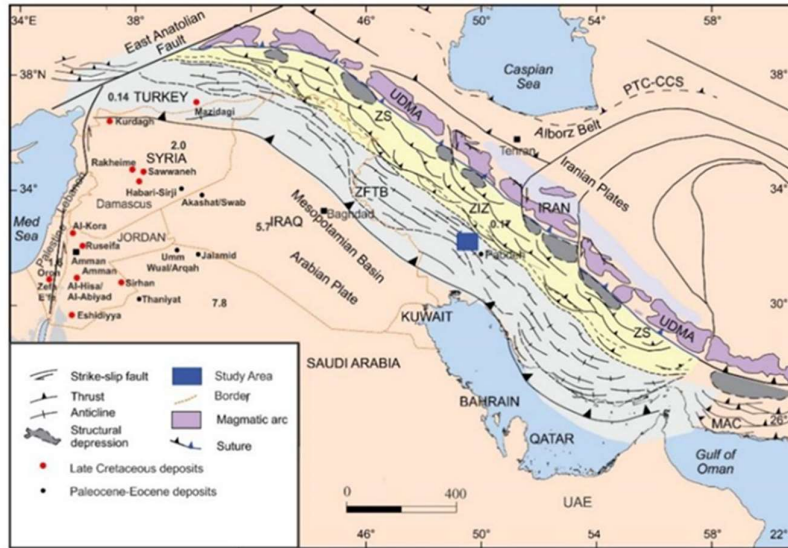 34°E
38°
46°
50°
54°
58°
East Anatolian
Fault
Caspian
Sea
38°N
0.14
TURKEY
Mazidagi
Kurdagh
UDMA
ZS
PTC-CCS
Alborz Belt
Tehran
Iranian Plates
2.0
Rakheime
SYRIA
Sawwaneh
Habari-Sirji
Akashat/Swab
34°
34°
Damascus
Palestine
Lebanon
Med
Sea
ZFTB
ZIZ
0.17
IRAN
5.7
IRAQ
Baghdad
Mesopotamian Basin
Arabian Plate
Al-Kora
Ruseifa
JORDAN
Amman
Amman
Umm
Wual/Arqah
Jalamid
Oron
Zefa
Al-Hisa/
Al-Abiyad
Sirhan
Thaniyat
7.8
Eshidiyya
30°
KUWAIT
ZS
UDMA
SAUDI ARABIA
BAHRAIN
QATAR
MAC
26°
Gulf of
Oman
UAE
Strike-slip fault
Thrust
Anticline
Structural
depression
Study Area
Border
Magmatic arc
Suture
Late Cretaceous deposits
Paleocene-Eocene deposits
0
400
46°
50°
54°
58°
22°